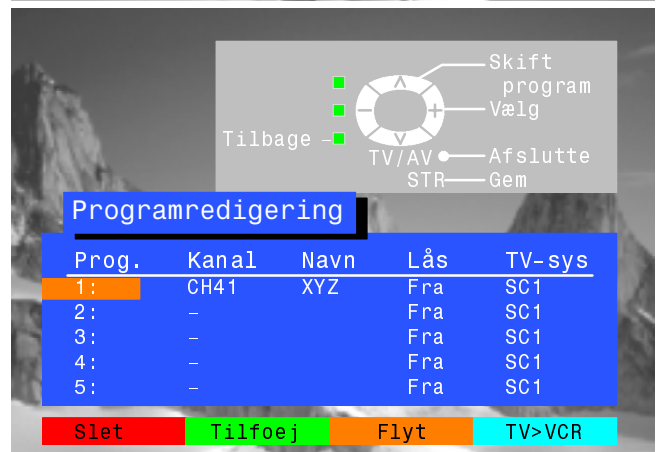 Skift
program
Vælg
Tilbage
TV/AV Afslutte
STR Gem
Programredigering
Prog. Kanal Navn Lås TV-sys
1: CH41 XYZ Fra SC1
2: – Fra SC1
3: – Fra SC1
4: – Fra SC1
5: – Fra SC1
Slet Tilfoej Flyt TV>VCR